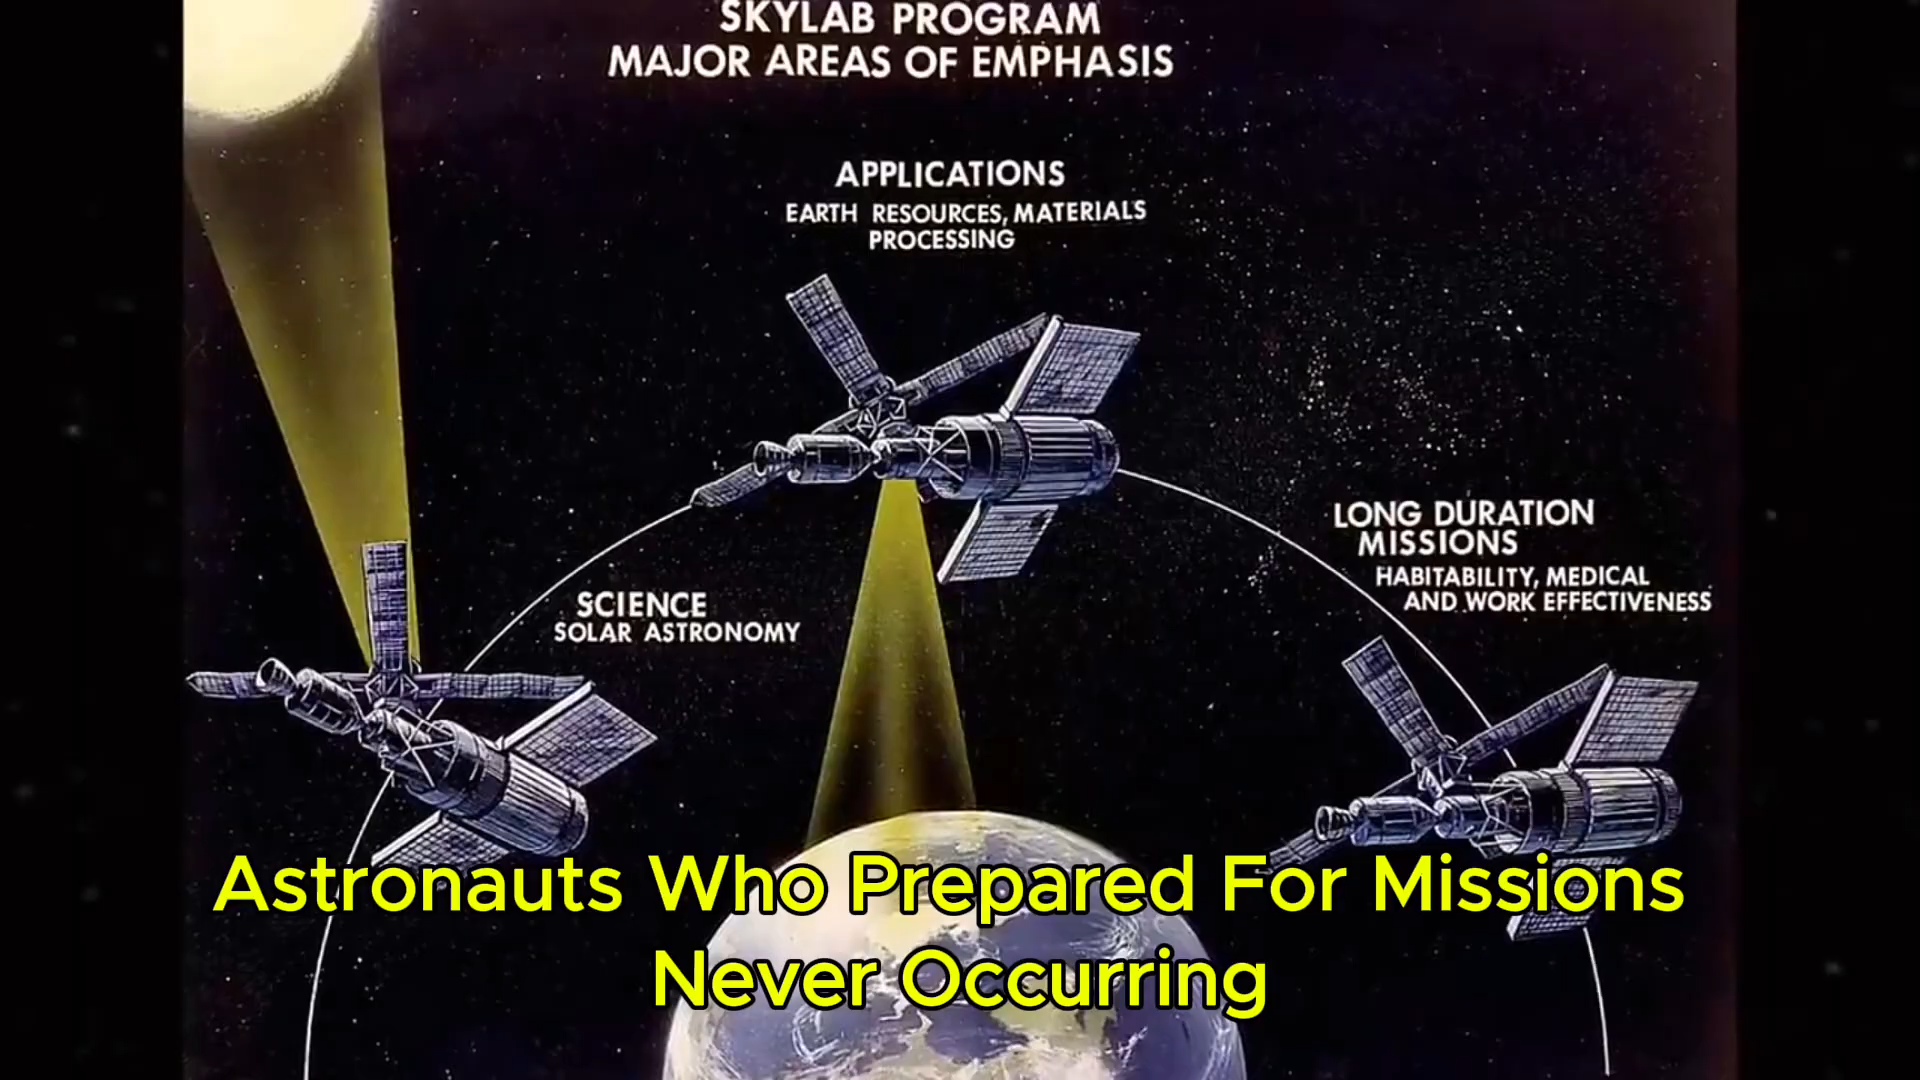 SKYLAB PROGRAM
MAJOR AREAS OF EMPHASIS
APPLICATIONS
EARTH RESOURCES, MATERIALS
PROCESSING
LONG DURATION
MISSIONS
HABITABILITY, MEDICAL
AND WORK EFFECTIVENESS
SCIENCE
SOLAR ASTRONOMY
Astronauts Who Prepared For Missions
Never Occurring